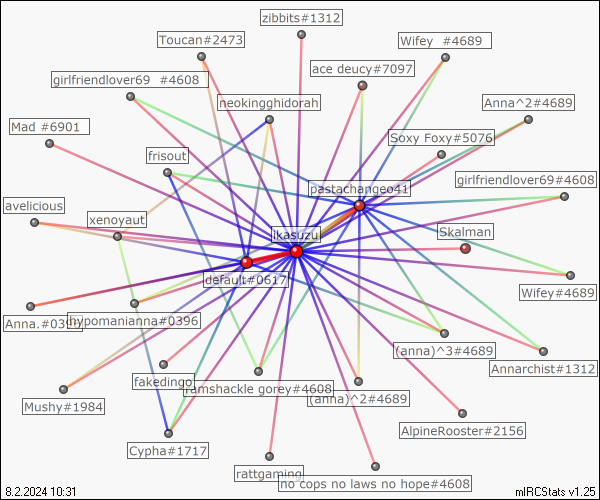 zibbits#1312
Toucan#2473
Wifey #4689
ace deucy#7097
girlfriendlover69 #4608
neokingghidorah
Anna^2#4689
Mad #6901
Soxy Foxy#5076
frisout
pastachangeo41
girlfriendlover69#4608
avelicious
xenoyaut
ikasuzu
Skalman
default#0617
Wifey#4689
Anna.#039
hypomanianna#0396
(anna)^3#4689
Annarchist#1312
fakedingo
ramshackle gorey#4608
(anna)^2#4689
Mushy#1984
AlpineRooster#2156
Cypha#1717
rattgaming
no cops no laws no hope#4608
8.2.2024 10:31
mIRCStats v1.25